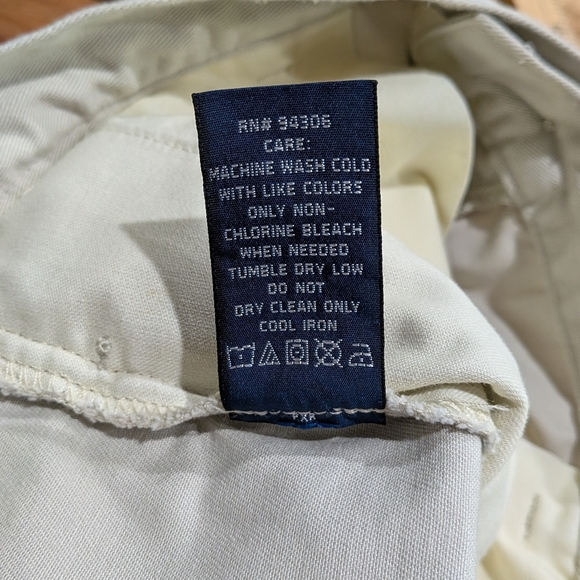 RN# 94306
CARE:
MACHINE WASH COLD
WITH LIKE COLORS
ONLY NON-
CHLORINE BLEACH
WHEN NEEDED
TUMBLE DRY LOW
DO NOT
DRY CLEAN ONLY
COOL IRON